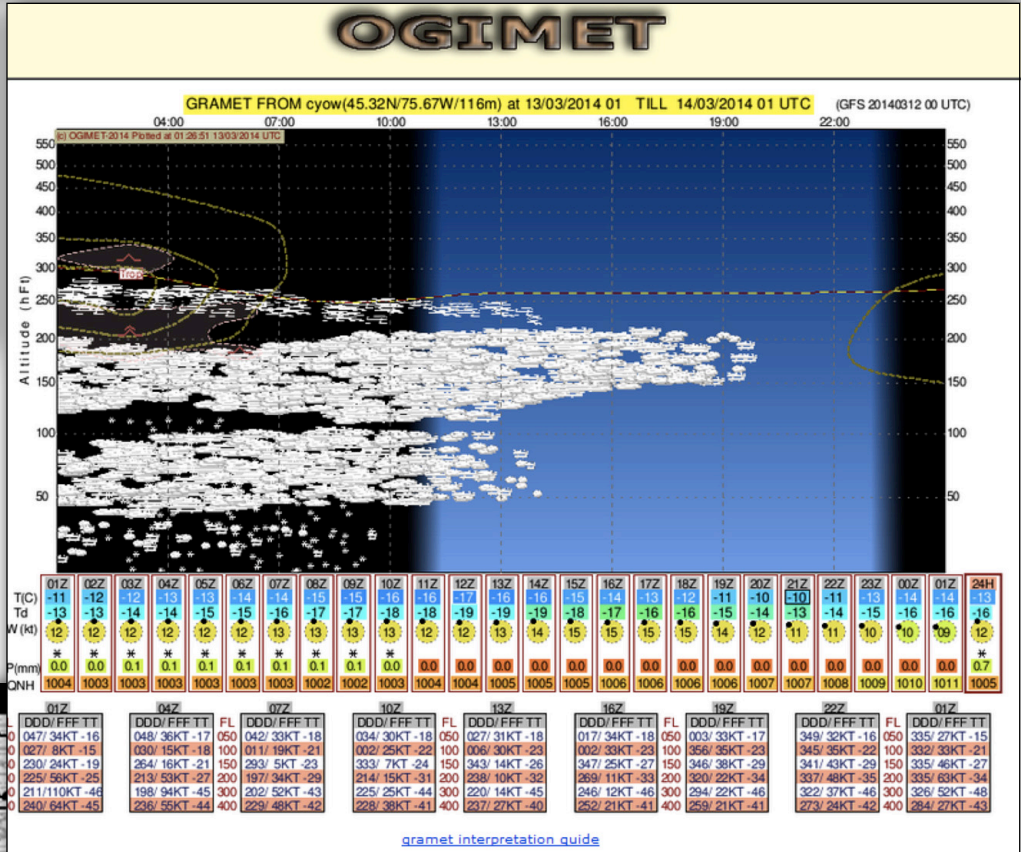 OGIMET
GRAMET FROM cyow(45.32N/75.67W/116m) at 13/03/2014 01 TILL 14/03/2014 01 UTC (GFS 20140312 00 UTC)
04:00 07:00 10:00 13:00 16:00 19:00 22:00
(c) OGIMET-2014 Plotted at 01:26:51 13/03/2014 UTC
550 550
500 500
450 450
400 400
350 350
300 300
Trop
250 250
200 200
150 150
100 100
50 50
Altitude (hFt)
01Z 02Z 03Z 04Z 05Z 06Z 07Z 08Z 09Z 10Z 11Z 12Z 13Z 14Z 15Z 16Z 17Z 18Z 19Z 20Z 21Z 22Z 23Z 00Z 01Z 24H
T(C) -11 -12 -12 -13 -13 -14 -14 -15 -16 -16 -16 -17 -16 -16 -15 -14 -13 -12 -11 -10 -10 -11 -13 -14 -14 -13
Td -13 -13 -14 -14 -15 -15 -16 -16 -17 -18 -18 -19 -19 -19 -18 -17 -16 -16 -15 -14 -13 -14 -15 -16 -16 -16
W (kt) 12 12 12 12 12 12 13 13 13 12 12 12 13 14 15 15 15 15 14 12 11 11 10 10 09 12
P(mm) 0.0 0.0 0.1 0.1 0.1 0.1 0.1 0.1 0.1 0.0 0.0 0.0 0.0 0.0 0.0 0.0 0.0 0.0 0.0 0.0 0.0 0.0 0.0 0.0 0.0 0.7
QNH 1004 1003 1003 1003 1003 1003 1003 1002 1002 1003 1004 1004 1005 1005 1005 1006 1006 1006 1006 1007 1007 1008 1009 1010 1011 1005
01Z 04Z 07Z 10Z 13Z 16Z 19Z 22Z 01Z
DDD/ FFF TT DDD/ FFF TT FL DDD/ FFF TT DDD/ FFF TT FL DDD/ FFF TT DDD/ FFF TT FL DDD/ FFF TT DDD/ FFF TT FL DDD/ FFF TT
047/ 34KT -16 048/ 36KT -17 050 042/ 33KT -18 034/ 30KT -18 050 027/ 31KT -18 017/ 34KT -18 050 003/ 33KT -17 349/ 32KT -16 050 335/ 27KT -15
027/ 8KT -15 030/ 15KT -18 100 011/ 19KT -21 002/ 25KT -22 100 006/ 30KT -23 002/ 33KT -23 100 356/ 35KT -23 345/ 35KT -22 100 332/ 33KT -21
230/ 24KT -19 264/ 16KT -21 150 293/ 5KT -23 333/ 7KT -24 150 343/ 14KT -26 347/ 25KT -27 150 346/ 38KT -29 341/ 43KT -29 150 335/ 46KT -27
225/ 56KT -25 213/ 53KT -27 200 197/ 34KT -29 214/ 15KT -31 200 238/ 10KT -32 269/ 11KT -33 200 320/ 22KT -34 337/ 48KT -35 200 335/ 63KT -34
211/110KT -46 198/ 94KT -45 300 202/ 52KT -43 225/ 25KT -44 300 220/ 14KT -45 246/ 12KT -46 300 294/ 22KT -46 322/ 37KT -46 300 326/ 52KT -48
240/ 64KT -45 236/ 55KT -44 400 229/ 48KT -42 228/ 38KT -41 400 237/ 27KT -40 252/ 21KT -41 400 259/ 21KT -41 273/ 24KT -42 400 284/ 27KT -43
gramet interpretation guide